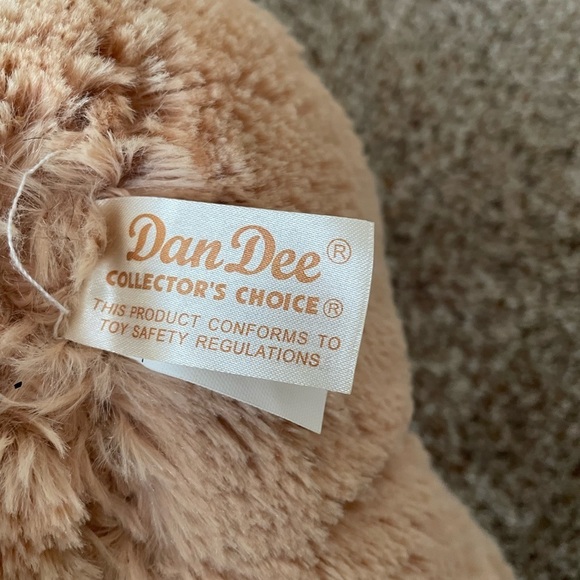 Dan Dee®
COLLECTOR'S CHOICE®
THIS PRODUCT CONFORMS TO
TOY SAFETY REGULATIONS